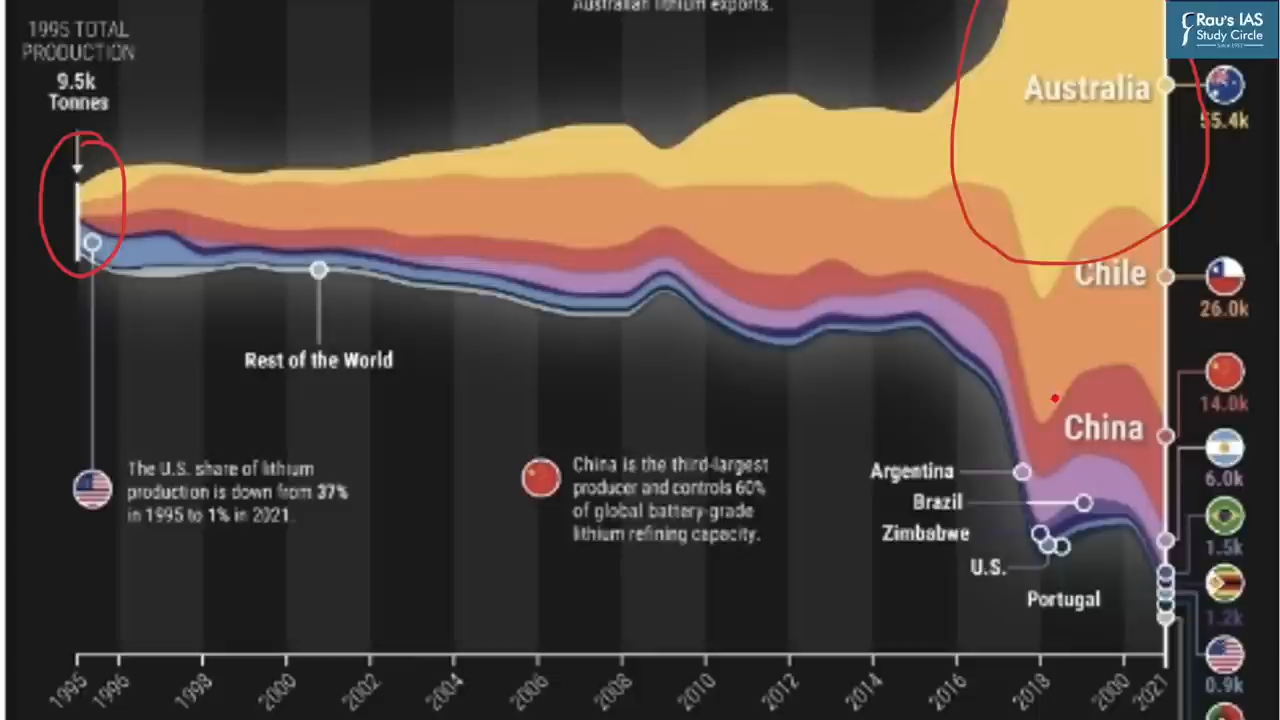 Australian lithium exports.
Rau's IAS
Study Circle
Since 1953
1995 TOTAL
PRODUCTION
9.5k
Tonnes
Australia
55.4k
Chile
26.0k
Rest of the World
14.0k
China
The U.S. share of lithium
production is down from 37%
in 1995 to 1% in 2021.
China is the third-largest
producer and controls 60%
of global battery-grade
lithium refining capacity.
Argentina
6.0k
Brazil
1.5k
Zimbabwe
U.S.
Portugal
1.2k
0.9k
1995
1996
1998
2000
2002
2004
2006
2008
2010
2012
2014
2016
2018
2000
2021